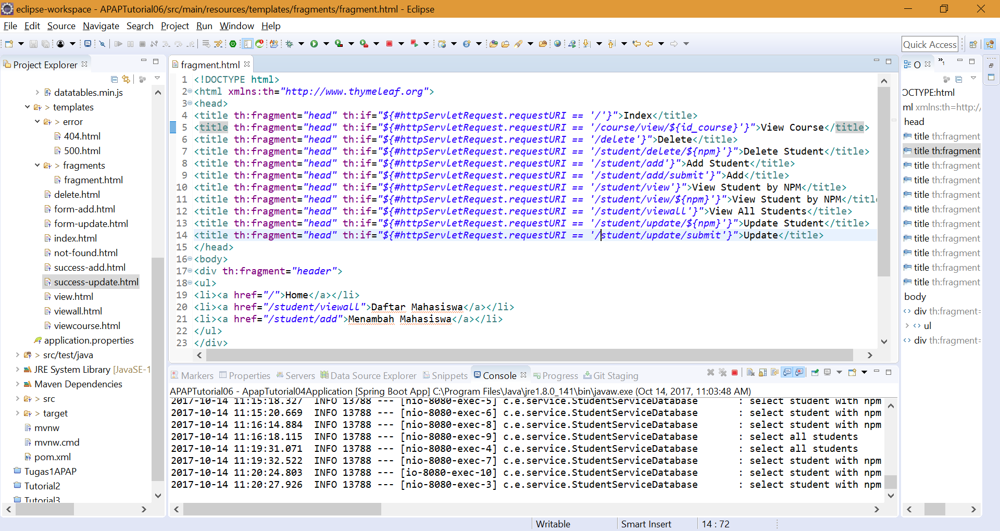 eclipse-workspace - APAPTutorial06/src/main/resources/templates/fragments/fragment.html - Eclipse
File Edit Source Navigate Search Project Run Window Help
Quick Access
Project Explorer
datatables.min.js
> templates
> error
404.html
500.html
> fragments
fragment.html
delete.html
form-add.html
form-update.html
index.html
not-found.html
success-add.html
success-update.html
view.html
viewall.html
viewcourse.html
application.properties
> src/test/java
JRE System Library [JavaSE-1
Maven Dependencies
> src
> target
mvnw
mvnw.cmd
pom.xml
Tugas1APAP
Tutorial2
Tutorial3
fragment.html
1 <!DOCTYPE html>
2 <html xmlns:th="http://www.thymeleaf.org">
3 <head>
4 <title th:fragment="head" th:if="${#httpServletRequest.requestURI == '/'}">Index</title>
5 <title th:fragment="head" th:if="${#httpServletRequest.requestURI == '/course/view/${id_course}'}">View Course</title>
6 <title th:fragment="head" th:if="${#httpServletRequest.requestURI == '/delete'}">Delete</title>
7 <title th:fragment="head" th:if="${#httpServletRequest.requestURI == '/student/delete/${npm}'}">Delete Student</title>
8 <title th:fragment="head" th:if="${#httpServletRequest.requestURI == '/student/add'}">Add Student</title>
9 <title th:fragment="head" th:if="${#httpServletRequest.requestURI == '/student/add/submit'}">Add</title>
10 <title th:fragment="head" th:if="${#httpServletRequest.requestURI == '/student/view'}">View Student by NPM</title>
11 <title th:fragment="head" th:if="${#httpServletRequest.requestURI == '/student/view/${npm}'}">View Student by NPM</titl
12 <title th:fragment="head" th:if="${#httpServletRequest.requestURI == '/student/viewall'}">View All Students</title>
13 <title th:fragment="head" th:if="${#httpServletRequest.requestURI == '/student/update/${npm}'}">Update Student</title>
14 <title th:fragment="head" th:if="${#httpServletRequest.requestURI == '/student/update/submit'}">Update</title>
15 </head>
16 <body>
17 <div th:fragment="header">
18 <ul>
19 <li><a href="/">Home</a></li>
20 <li><a href="/student/viewall">Daftar Mahasiswa</a></li>
21 <li><a href="/student/add">Menambah Mahasiswa</a></li>
22 </ul>
23 </div>
O
1
OCTYPE:html
ml xmlns:th=http:/
head
title th:fragment
title th:fragment
title th:fragment
title th:fragment
title th:fragment
title th:fragment
title th:fragment
title th:fragment
title th:fragment
title th:fragment
title th:fragment
body
<> div th:fragment=
<> ul
<> div th:fragment=
Markers Properties Servers Data Source Explorer Snippets Console Progress Git Staging
APAPTutorial06 - ApapTutorial04Application [Spring Boot App] C:\Program Files\Java\jre1.8.0_141\bin\javaw.exe (Oct 14, 2017, 11:03:48 AM)
2017-10-14 11:15:18.327 INFO 13788 --- [nio-8080-exec-5] c.e.service.StudentServiceDatabase : select student with npm
2017-10-14 11:15:20.669 INFO 13788 --- [nio-8080-exec-6] c.e.service.StudentServiceDatabase : select student with npm
2017-10-14 11:16:14.884 INFO 13788 --- [nio-8080-exec-8] c.e.service.StudentServiceDatabase : select student with npm
2017-10-14 11:16:18.115 INFO 13788 --- [nio-8080-exec-9] c.e.service.StudentServiceDatabase : select all students
2017-10-14 11:19:31.071 INFO 13788 --- [nio-8080-exec-4] c.e.service.StudentServiceDatabase : select all students
2017-10-14 11:19:32.522 INFO 13788 --- [nio-8080-exec-7] c.e.service.StudentServiceDatabase : select student with npm
2017-10-14 11:20:24.803 INFO 13788 --- [io-8080-exec-10] c.e.service.StudentServiceDatabase : select student with npm
2017-10-14 11:20:27.926 INFO 13788 --- [nio-8080-exec-3] c.e.service.StudentServiceDatabase : select student with npm
Writable Smart Insert 14 : 72